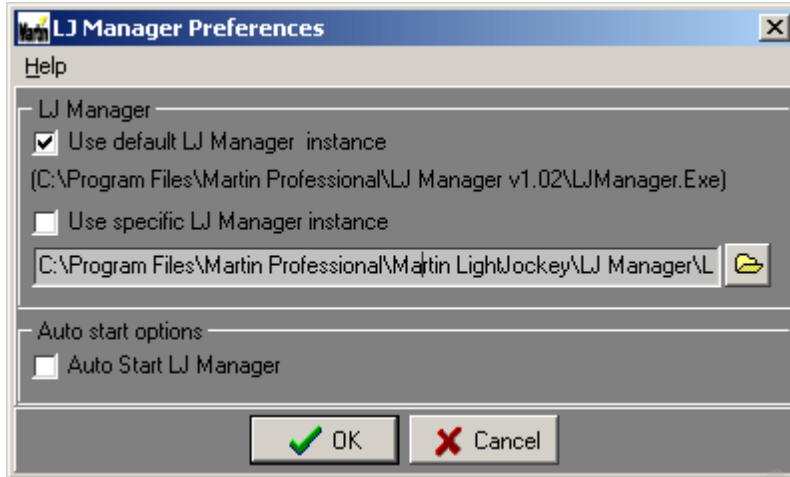 Martin LJ Manager Preferences
Help
LJ Manager
Use default LJ Manager instance
(C:\Program Files\Martin Professional\LJ Manager v1.02\LJManager.Exe)
Use specific LJ Manager instance
C:\Program Files\Martin Professional\Martin LightJockey\LJ Manager\L
Auto start options
Auto Start LJ Manager
OK Cancel